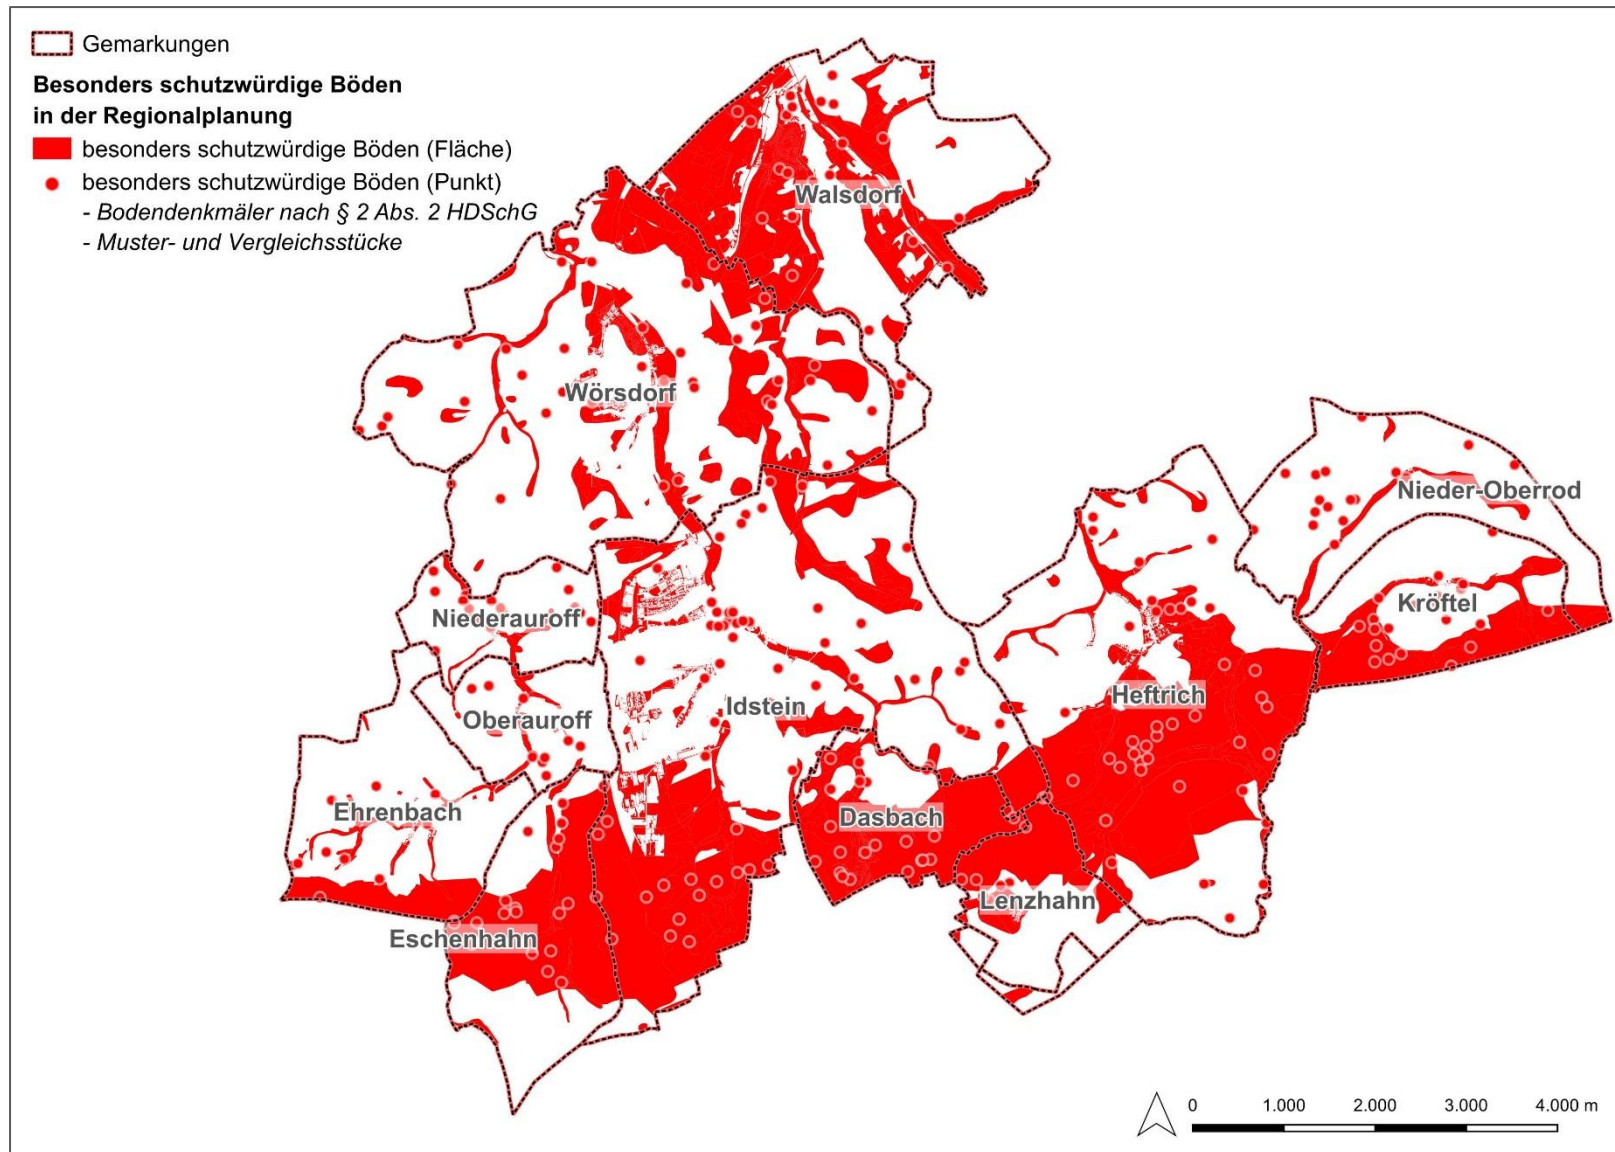 Gemarkungen
Besonders schutzwürdige Böden
in der Regionalplanung
besonders schutzwürdige Böden (Fläche)
besonders schutzwürdige Böden (Punkt)
- Bodendenkmäler nach § 2 Abs. 2 HDSchG
- Muster- und Vergleichsstücke
Walsdorf
Wörsdorf
Nieder-Oberrod
Kröftel
Niederauroff
Heftrich
Oberauroff
Idstein
Ehrenbach
Dasbach
Lenzhahn
Eschenhahn
0 1.000 2.000 3.000 4.000 m